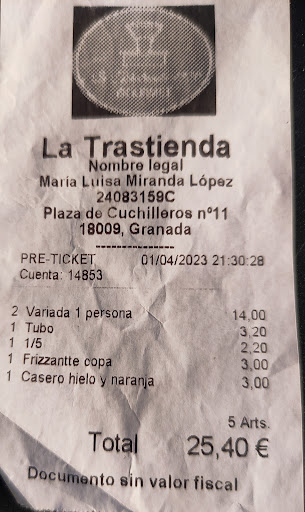 La Trastienda
Nombre legal
María Luisa Miranda López
24083159C
Plaza de Cuchilleros nº11
18009, Granada
----------------
PRE-TICKET 01/04/2023 21:30:28
Cuenta: 14853
2 Variada 1 persona 14,00
1 Tubo 3,20
1 1/5 2,20
1 Frizzantte copa 3,00
1 Casero hielo y naranja 3,00
5 Arts.
Total 25,40 €
Documento sin valor fiscal